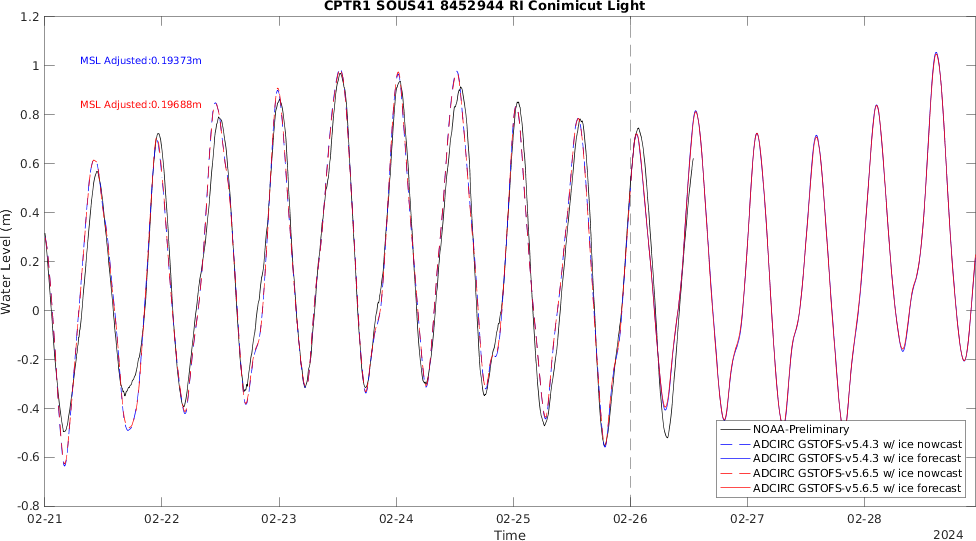 CPTR1 SOUS41 8452944 RI Conimicut Light
1.2
1
0.8
0.6
0.4
0.2
0
-0.2
-0.4
-0.6
-0.8
Water Level (m)
MSL Adjusted:0.19373m
MSL Adjusted:0.19688m
NOAA-Preliminary
ADCIRC GSTOFS-v5.4.3 w/ ice nowcast
ADCIRC GSTOFS-v5.4.3 w/ ice forecast
ADCIRC GSTOFS-v5.6.5 w/ ice nowcast
ADCIRC GSTOFS-v5.6.5 w/ ice forecast
02-21 02-22 02-23 02-24 02-25 02-26 02-27 02-28
Time
2024